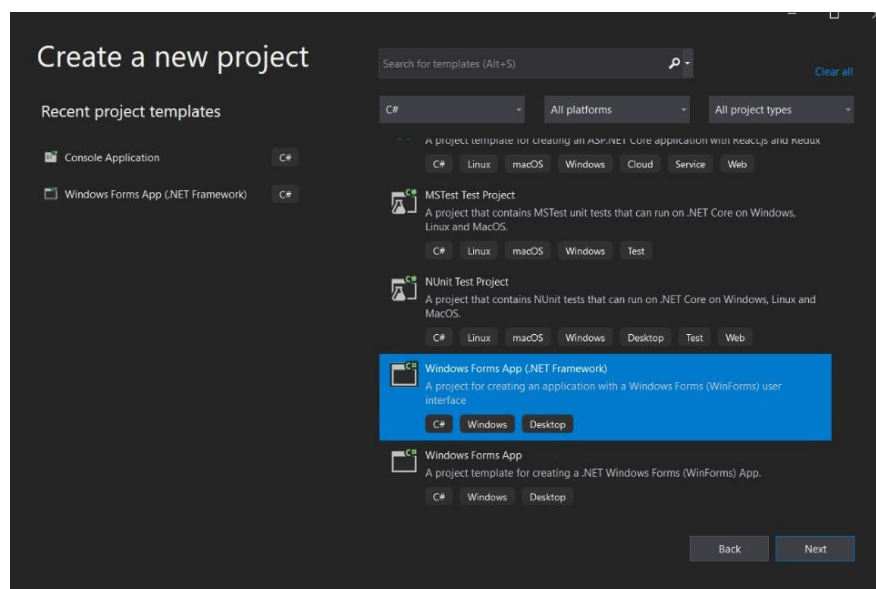 Create a new project
Search for templates (Alt+S)
Clear all
Recent project templates
C#
All platforms
All project types
Console Application
C#
Windows Forms App (.NET Framework)
C#
A project template for creating an ASP.NET Core application with React.js and Redux
C# Linux macOS Windows Cloud Service Web
MSTest Test Project
A project that contains MSTest unit tests that can run on .NET Core on Windows,
Linux and MacOS.
C# Linux macOS Windows Test
NUnit Test Project
A project that contains NUnit tests that can run on .NET Core on Windows, Linux and
MacOS.
C# Linux macOS Windows Desktop Test Web
Windows Forms App (.NET Framework)
A project for creating an application with a Windows Forms (WinForms) user
interface
C# Windows Desktop
Windows Forms App
A project template for creating a .NET Windows Forms (WinForms) App.
C# Windows Desktop
Back
Next